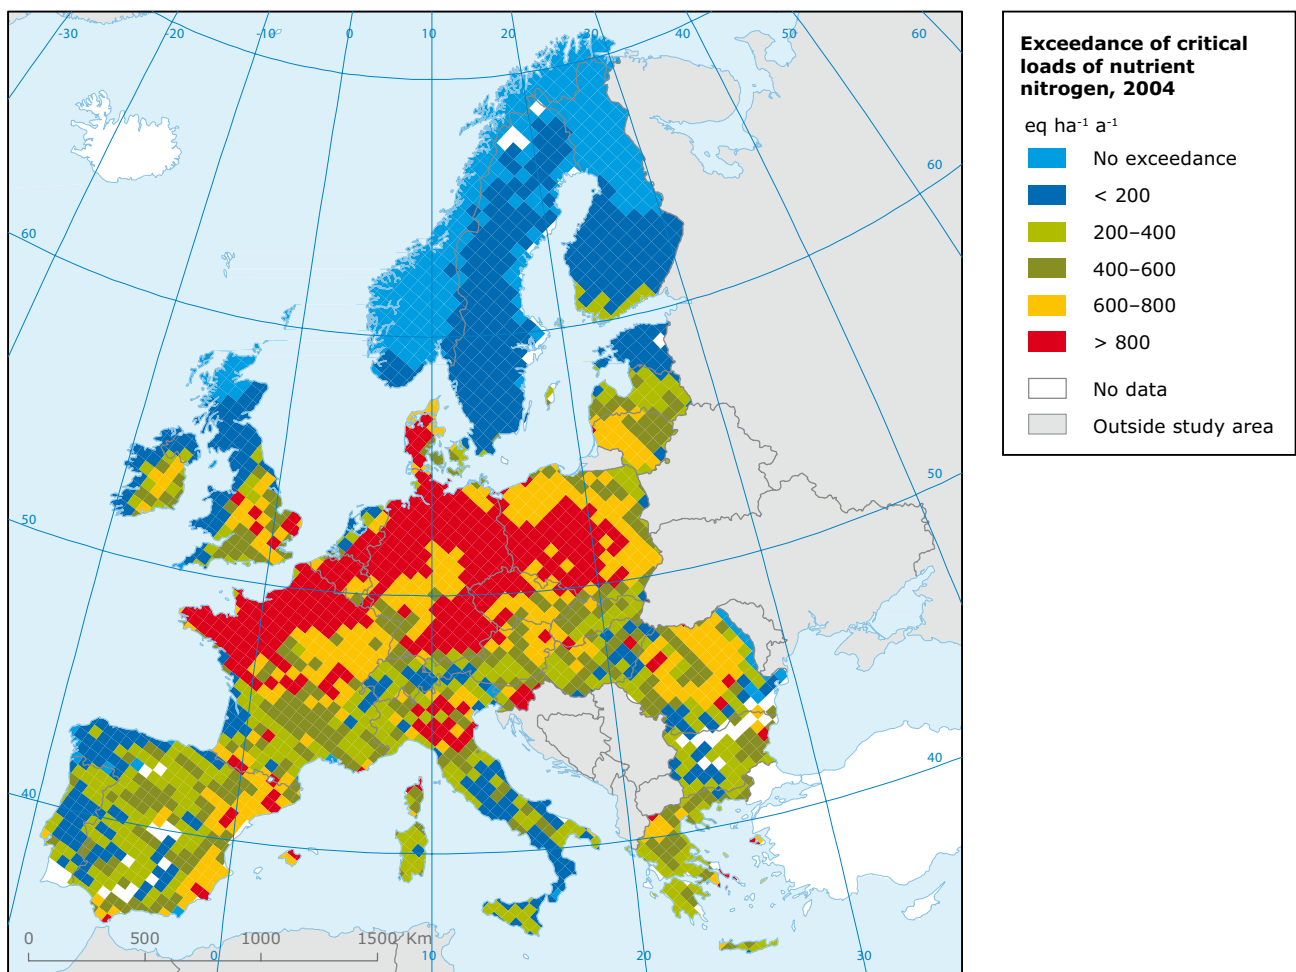 -30 -20 -10 0 10 20 30 40 50 60
60
60
50
50
40
40
0 500 1000 1500 Km
0 10 20 30
Exceedance of critical
loads of nutrient
nitrogen, 2004
eq ha⁻¹ a⁻¹
No exceedance
< 200
200–400
400–600
600–800
> 800
No data
Outside study area